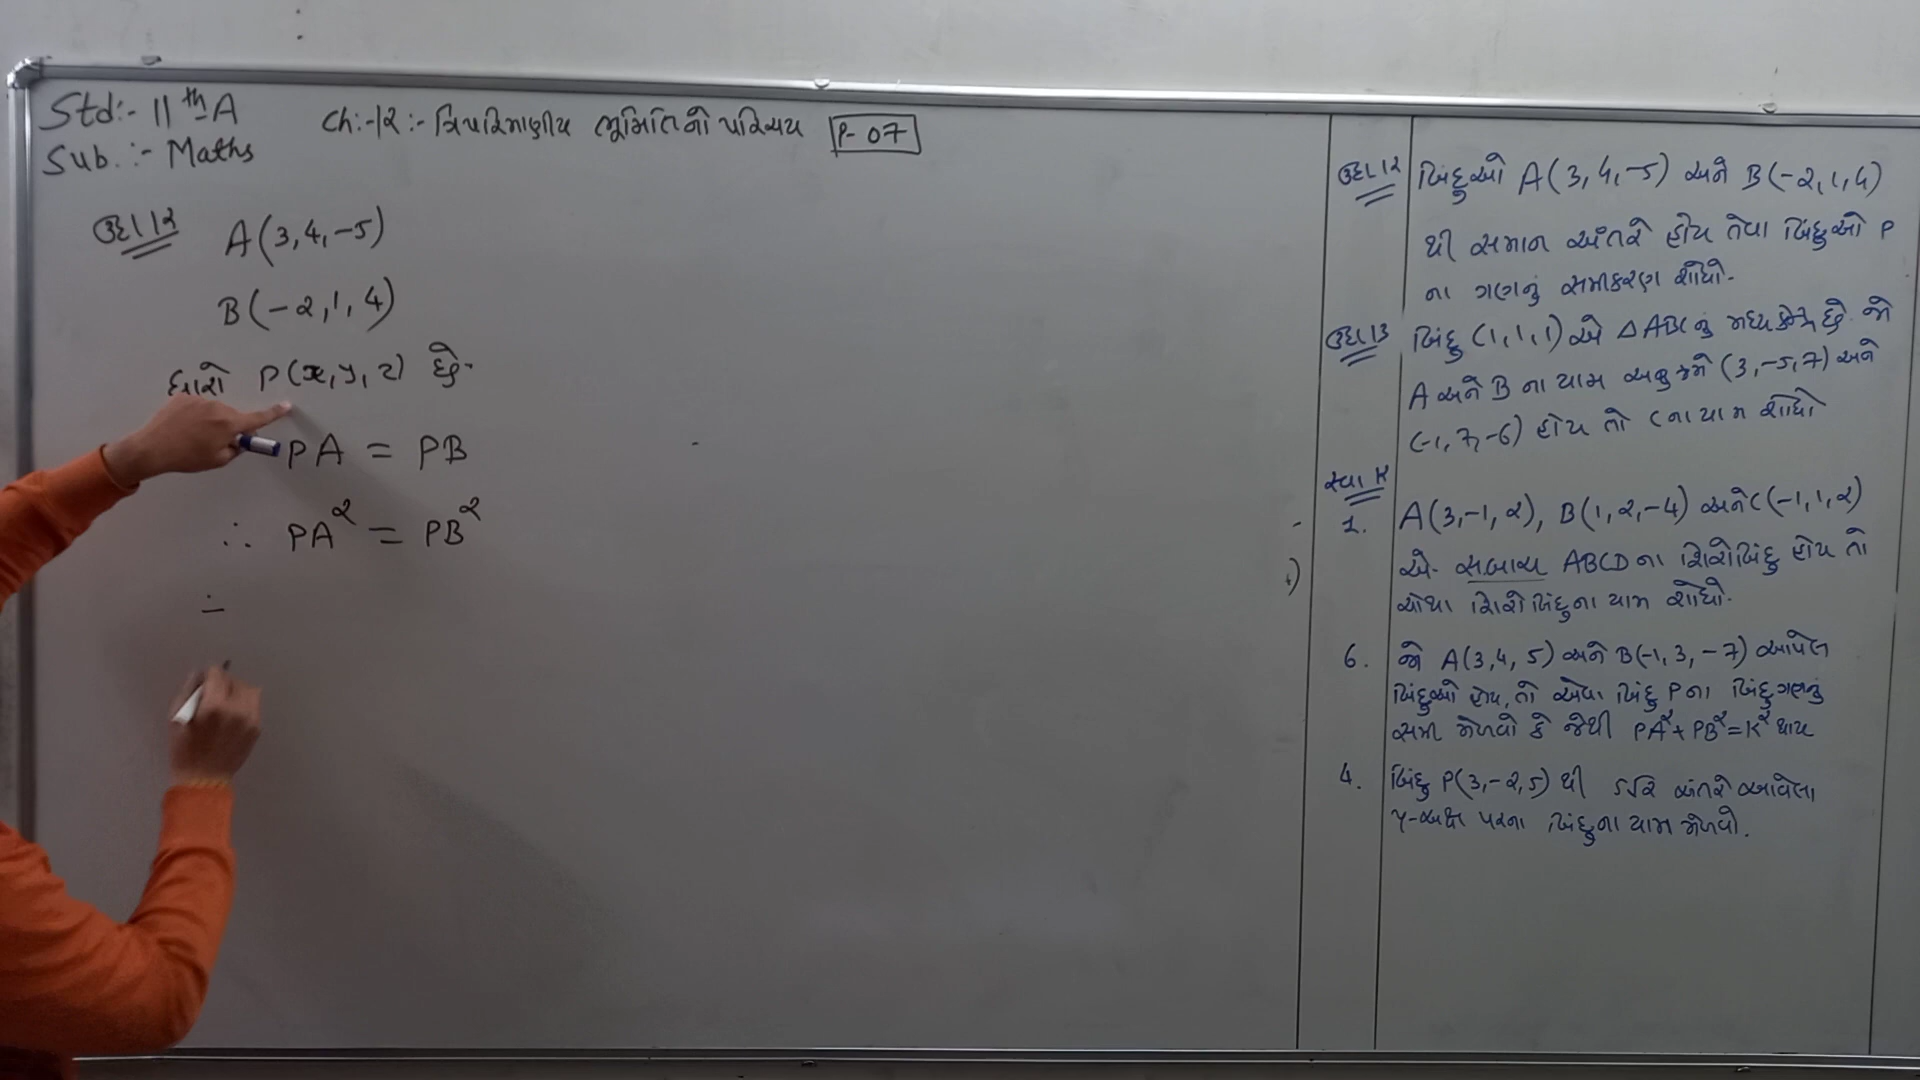 Std:- 11th A
Sub.:- Maths
Ch:-12:- ત્રિપરિમાણીય ભૂમિતિનો પરિચય P-07
ઉદા 12 A(3,4,-5)
B(-2,1,4)
ધારો P(x,y,z) છે.
PA = PB
∴ PA² = PB²
ઉદા 12 બિંદુઓ A(3,4,-5) અને B(-2,1,4)
થી સમાન અંતરે હોય તેવા બિંદુઓ P
ના ગણનું સમીકરણ શોધો.
ઉદા 13 બિંદુ (1,1,1) એ △ABC નું મધ્યકેન્દ્ર છે. જો
A અને B ના યામ અનુક્રમે (3,-5,7) અને
(-1,7,-6) હોય તો C ના યામ શોધો
સ્વા
1. A(3,-1,2), B(1,2,-4) અને C(-1,1,2)
એ સબાચ ABCD ના શિરોબિંદુ હોય તો
ચોથા શિરોબિંદુના યામ શોધો.
6. જો A(3,4,5) અને B(-1,3,-7) આપેલ
બિંદુઓ હોય, તો એવા બિંદુ P ના બિંદુગણનું
સમી મેળવો કે જેથી PA²+PB²=K² થાય
4. બિંદુ P(3,-2,5) થી 5√2 અંતરે આવેલા
Y-અક્ષ પરના બિંદુના યામ મેળવો.